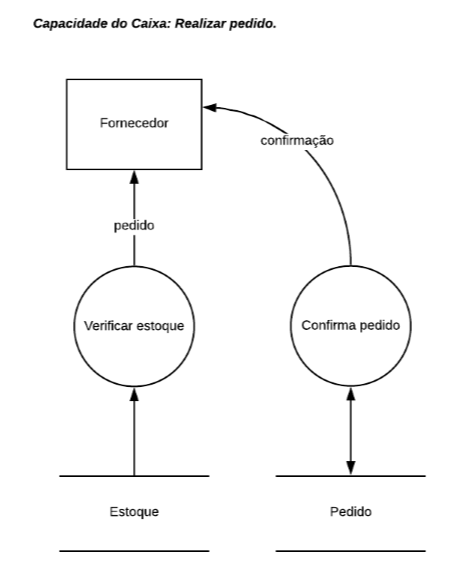 Capacidade do Caixa: Realizar pedido.
Fornecedor
confirmação
pedido
Verificar estoque
Confirma pedido
Estoque
Pedido